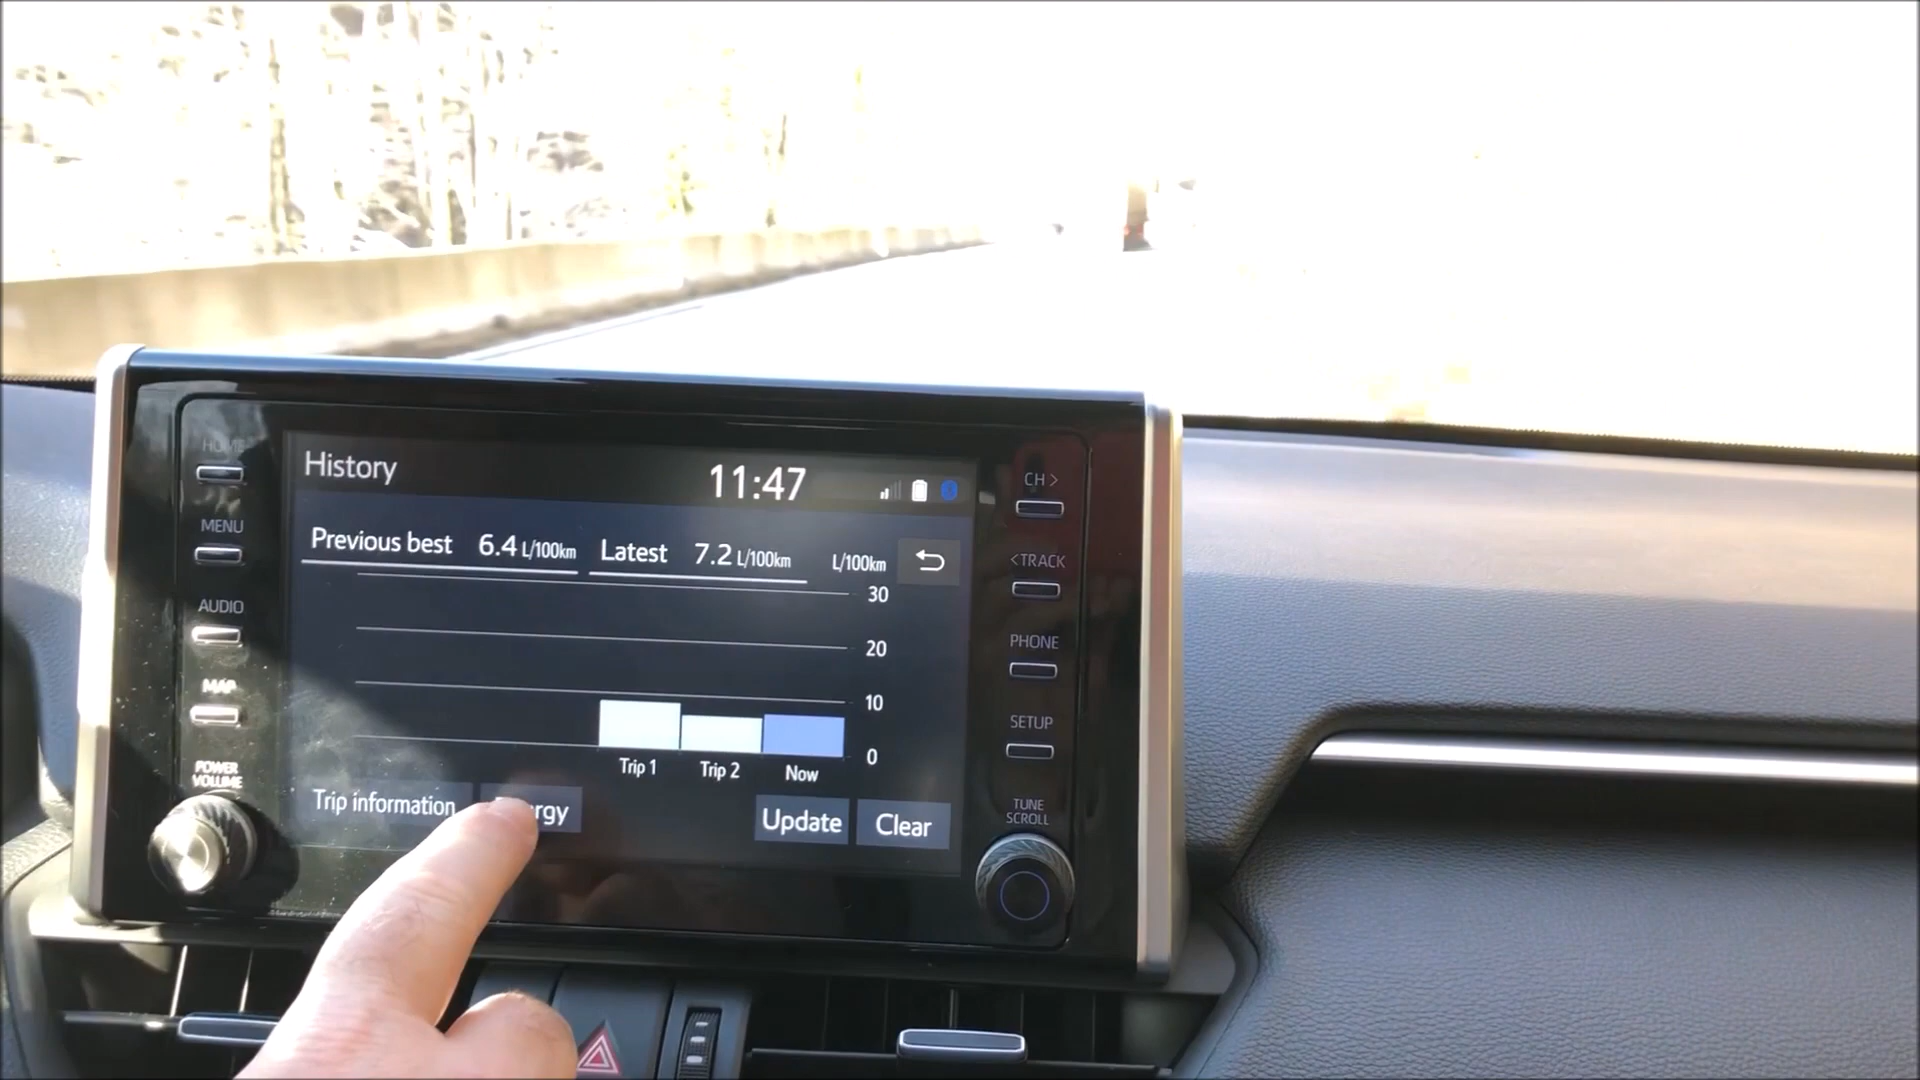 HOME
MENU
AUDIO
MAP
POWER
VOLUME
History
11:47
Previous best 6.4 L/100km Latest 7.2 L/100km L/100km
30
20
10
0
Trip 1 Trip 2 Now
Trip information
Update Clear
CH >
<TRACK
PHONE
SETUP
TUNE
SCROLL